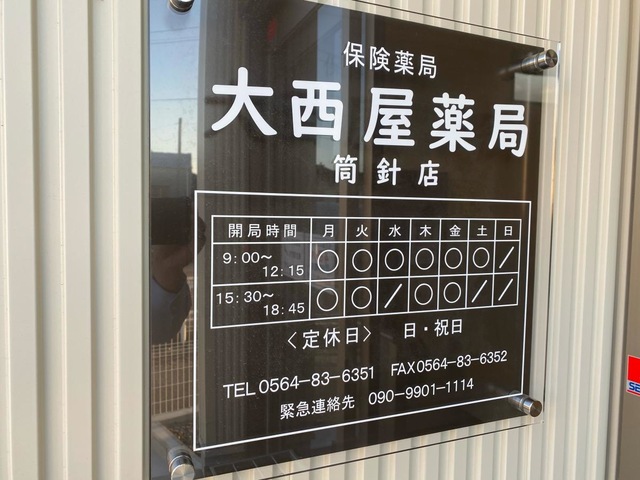 保険薬局
大西屋薬局
筒針店
開局時間 月 火 水 木 金 土 日
9:00〜12:15 ○ ○ ○ ○ ○ ○ /
15:30〜18:45 ○ ○ / ○ ○ / /
〈定休日〉 日・祝日
TEL 0564-83-6351 FAX 0564-83-6352
緊急連絡先 090-9901-1114